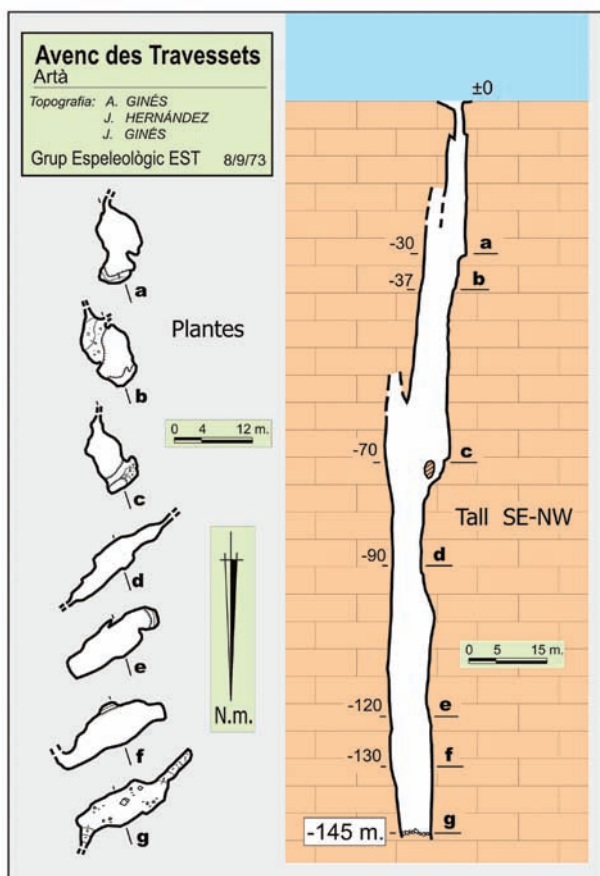 Avenc des Travessets
Artà
Topografia: A. GINÉS
J. HERNÁNDEZ
J. GINÉS
Grup Espeleològic EST 8/9/73
a
Plantes
b
0 4 12 m.
c
d
e
N.m.
f
g
±0
-30 a
-37 b
-70 c
Tall SE-NW
-90 d
0 5 15 m.
-120 e
-130 f
-145 m. g